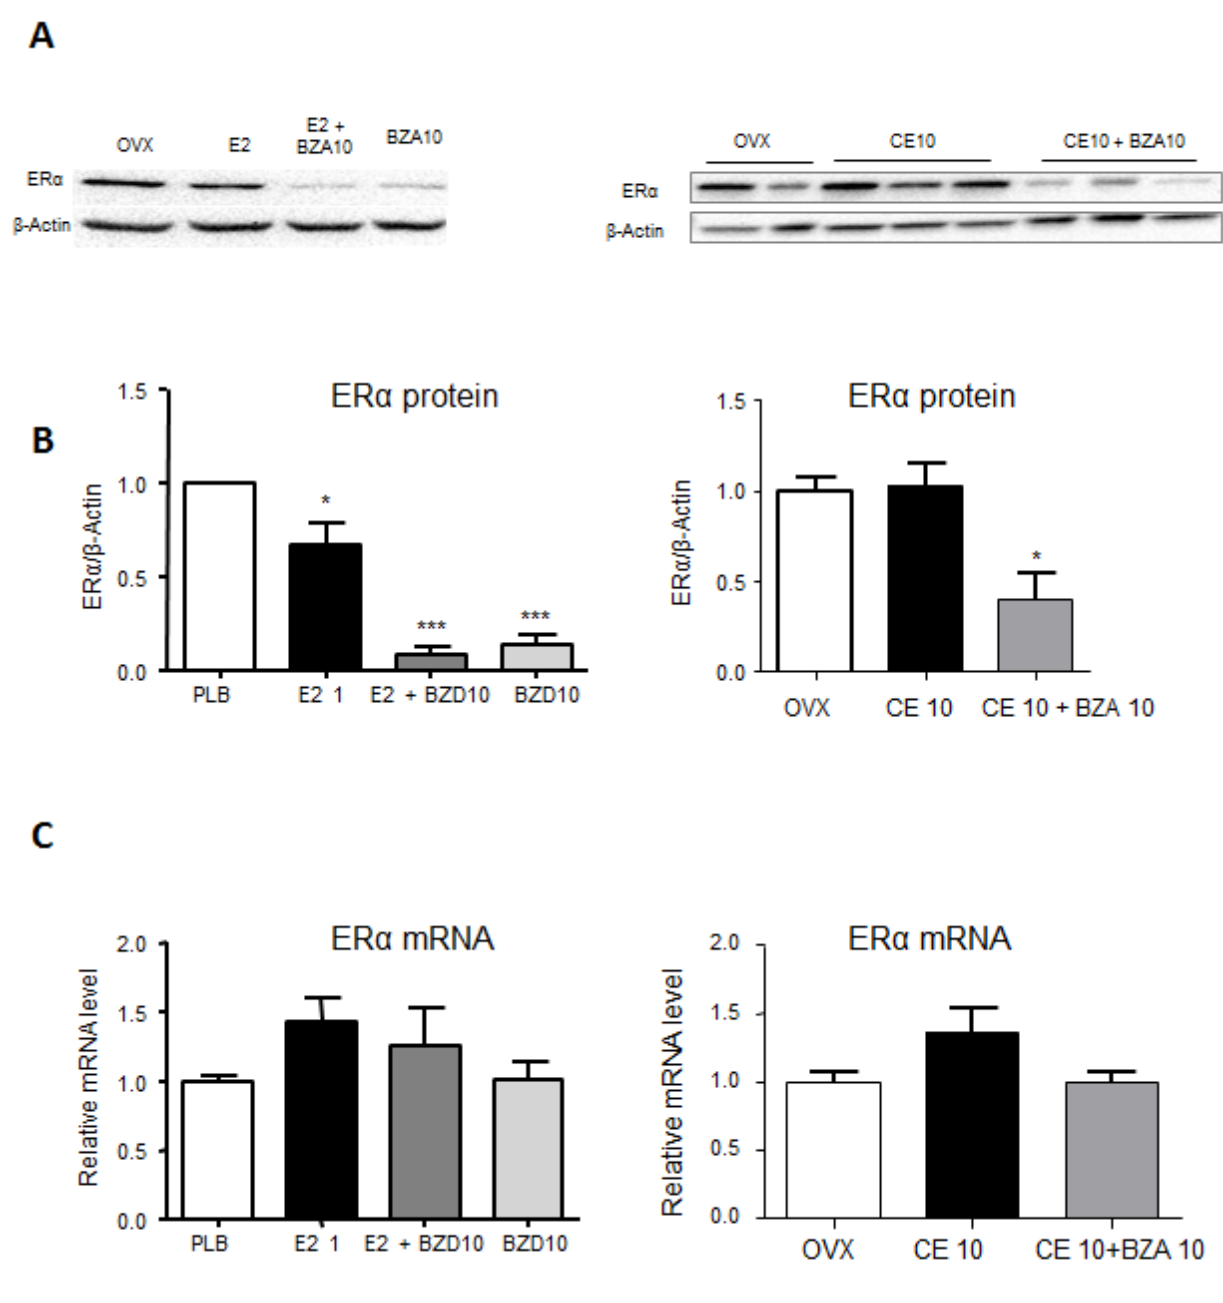 A
OVX
E2
E2 +
BZA10
BZA10
ERα
β-Actin
OVX
CE10
CE10 + BZA10
ERα
β-Actin
B
ERα protein
ERα/β-Actin
1.5
1.0
0.5
0.0
*
***
***
PLB
E2 1
E2 + BZD10
BZD10
ERα protein
ERα/β-Actin
1.5
1.0
0.5
0.0
*
OVX
CE 10
CE 10 + BZA 10
C
ERα mRNA
Relative mRNA level
2.0
1.5
1.0
0.5
0.0
PLB
E2 1
E2 + BZD10
BZD10
ERα mRNA
Relative mRNA level
2.0
1.5
1.0
0.5
0.0
OVX
CE 10
CE 10+BZA 10